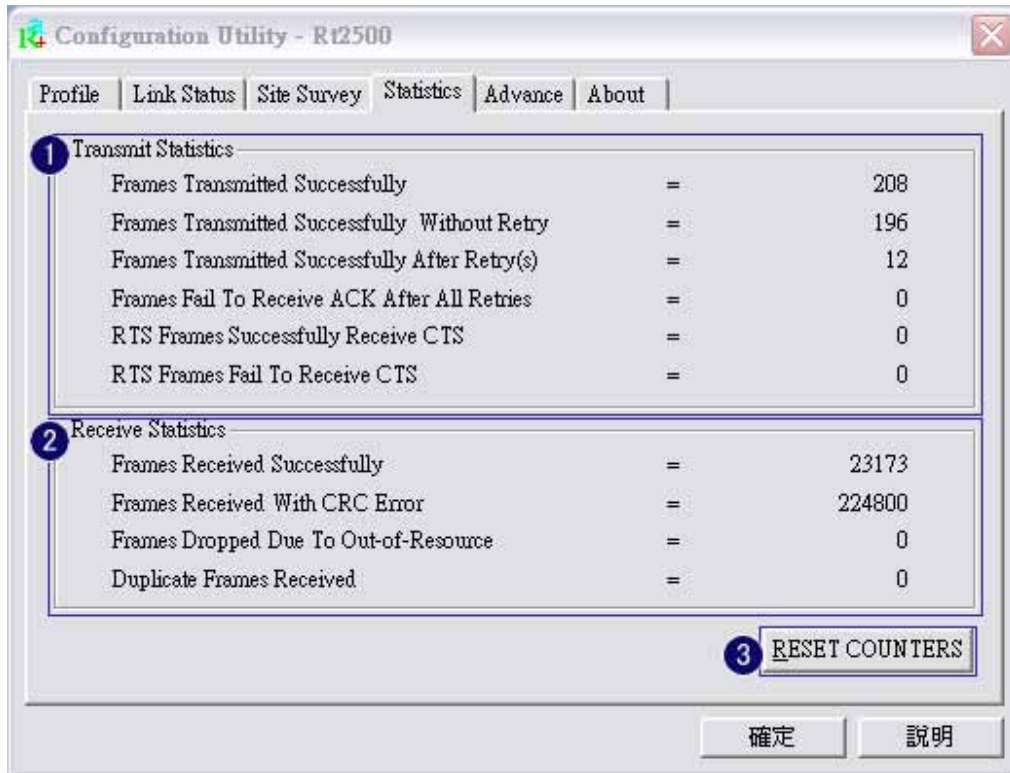 Configuration Utility - Rt2500
Profile Link Status Site Survey Statistics Advance About
1 Transmit Statistics
Frames Transmitted Successfully = 208
Frames Transmitted Successfully Without Retry = 196
Frames Transmitted Successfully After Retry(s) = 12
Frames Fail To Receive ACK After All Retries = 0
RTS Frames Successfully Receive CTS = 0
RTS Frames Fail To Receive CTS = 0
2 Receive Statistics
Frames Received Successfully = 23173
Frames Received With CRC Error = 224800
Frames Dropped Due To Out-of-Resource = 0
Duplicate Frames Received = 0
3 RESET COUNTERS
確定 説明